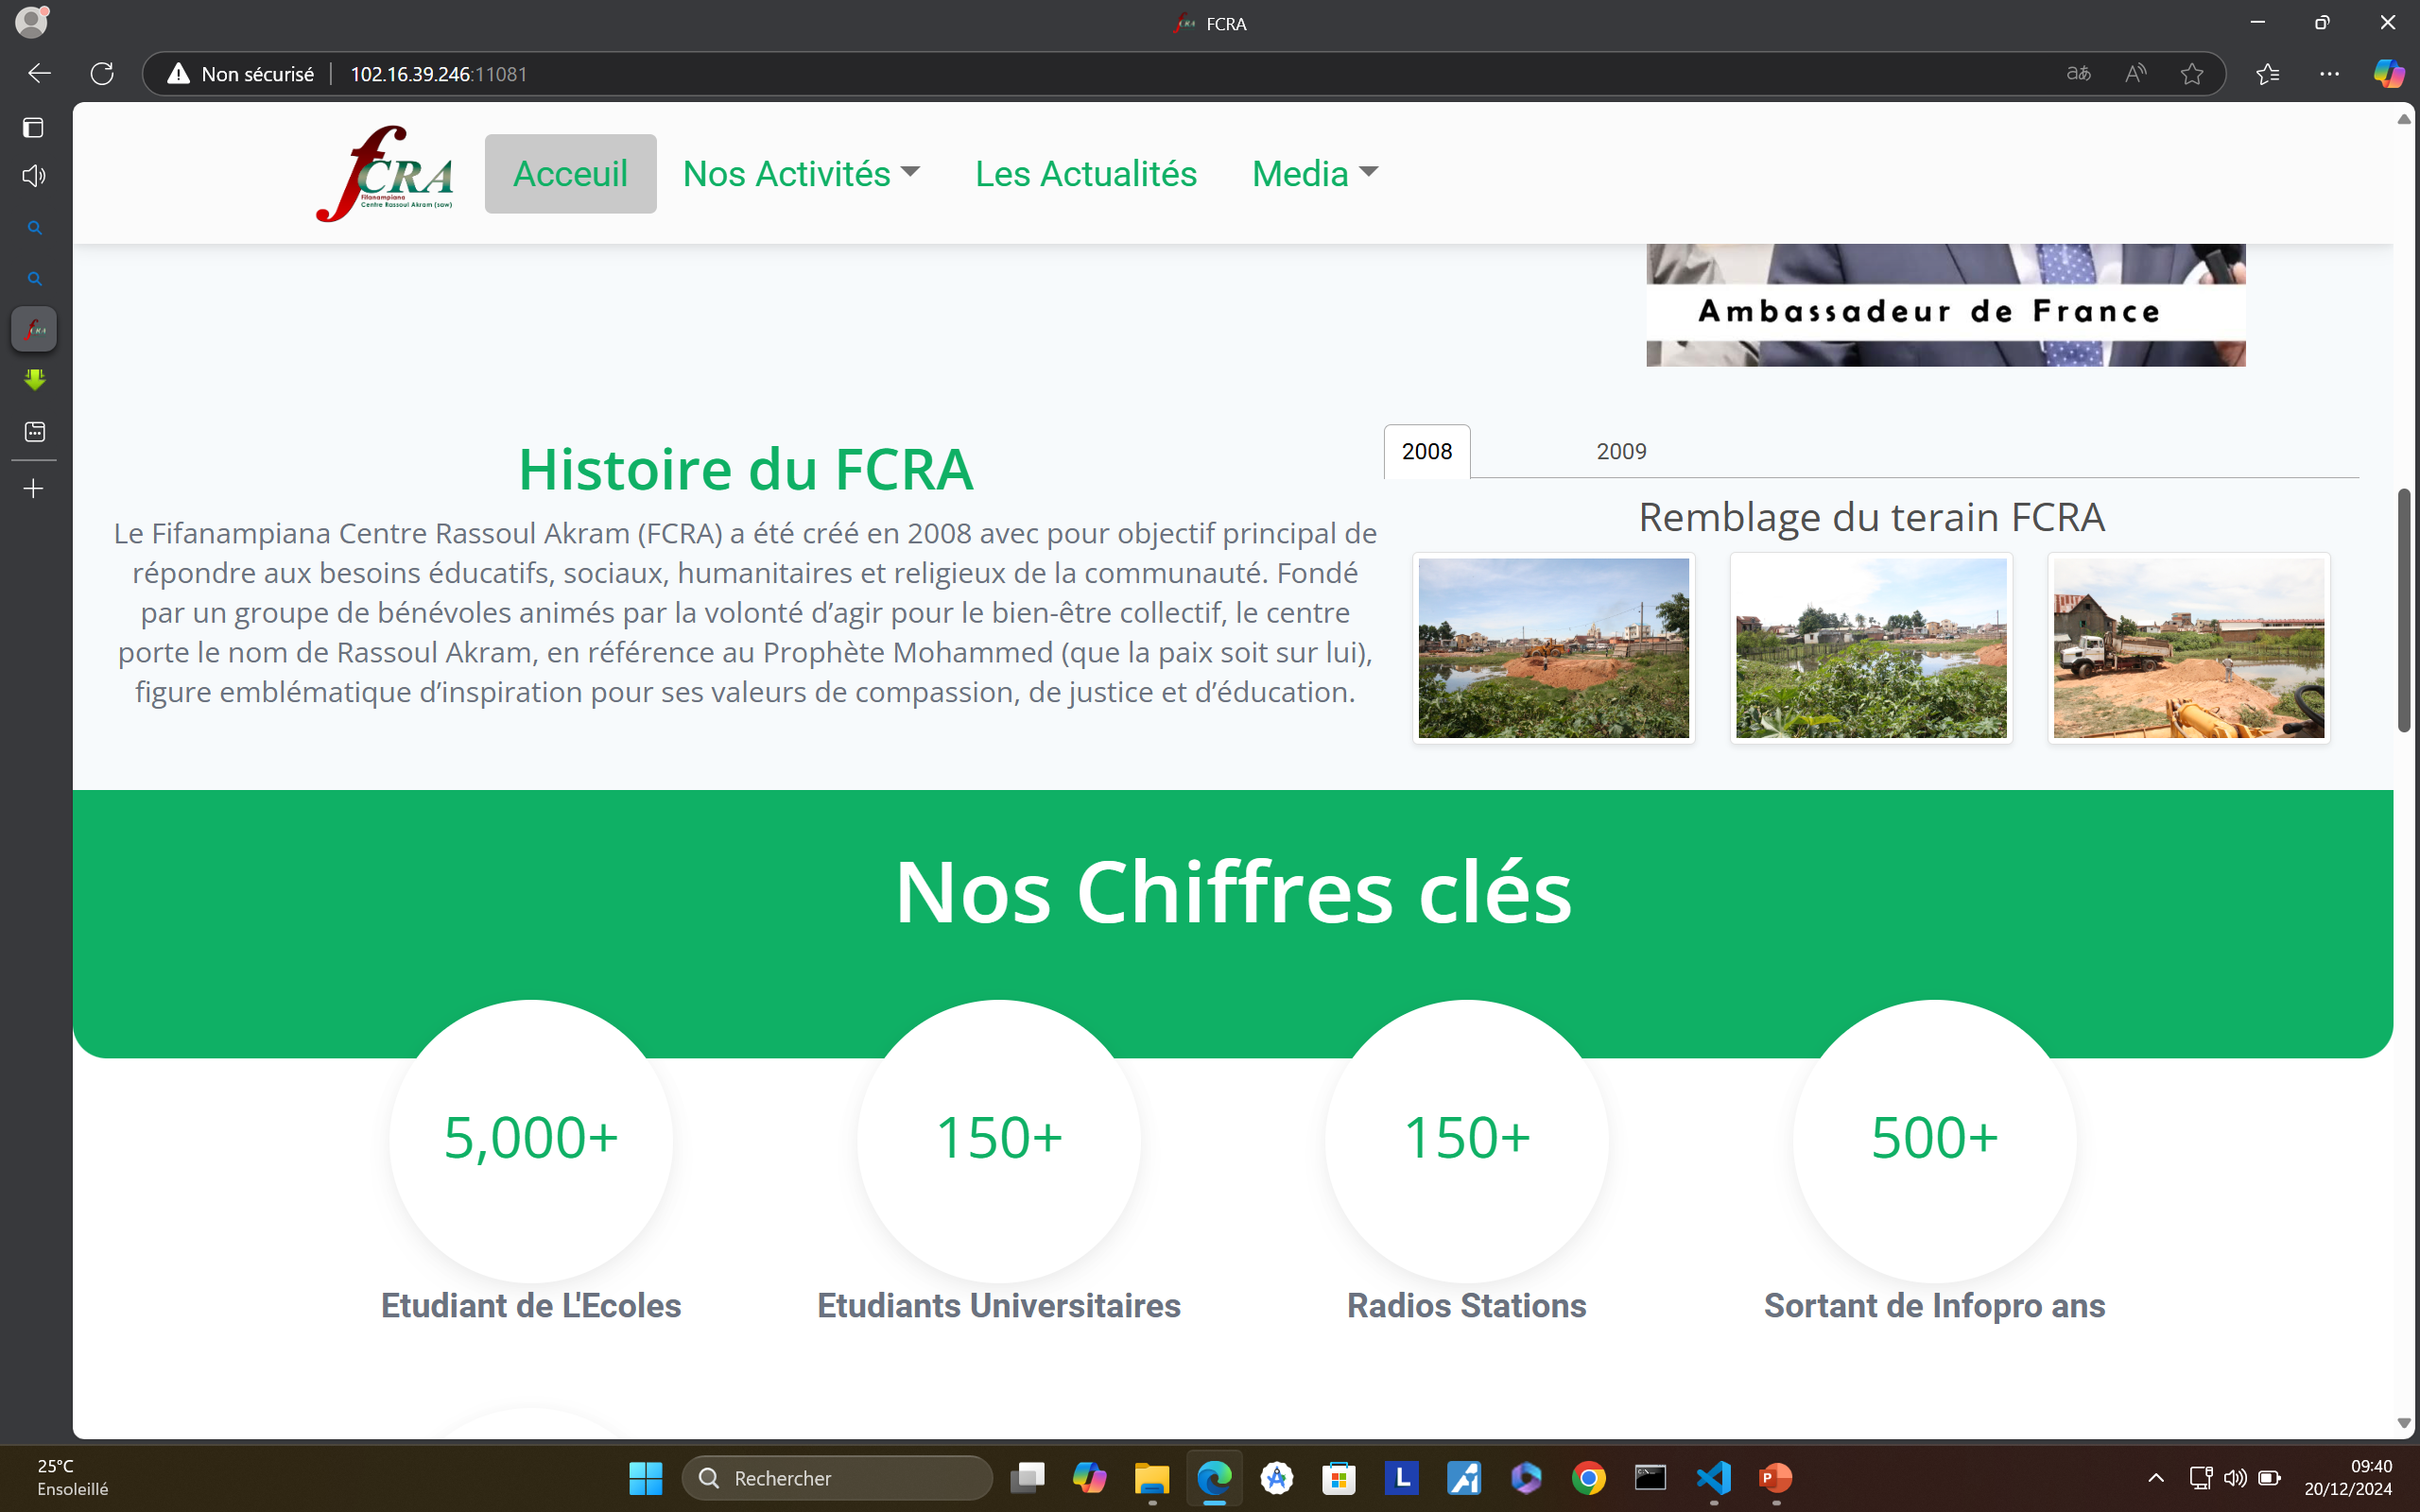 FCRA
Non sécurisé
102.16.39.246:11081
fCRA
Fifanampiana
Centre Rassoul Akram (saw)
Acceuil
Nos Activités
Les Actualités
Media
Ambassadeur de France
Histoire du FCRA
Le Fifanampiana Centre Rassoul Akram (FCRA) a été créé en 2008 avec pour objectif principal de
répondre aux besoins éducatifs, sociaux, humanitaires et religieux de la communauté. Fondé
par un groupe de bénévoles animés par la volonté d’agir pour le bien-être collectif, le centre
porte le nom de Rassoul Akram, en référence au Prophète Mohammed (que la paix soit sur lui),
figure emblématique d’inspiration pour ses valeurs de compassion, de justice et d’éducation.
2008
2009
Remblage du terain FCRA
Nos Chiffres clés
5,000+
150+
150+
500+
Etudiant de L'Ecoles
Etudiants Universitaires
Radios Stations
Sortant de Infopro ans
25°C
Ensoleillé
Rechercher
09:40
20/12/2024